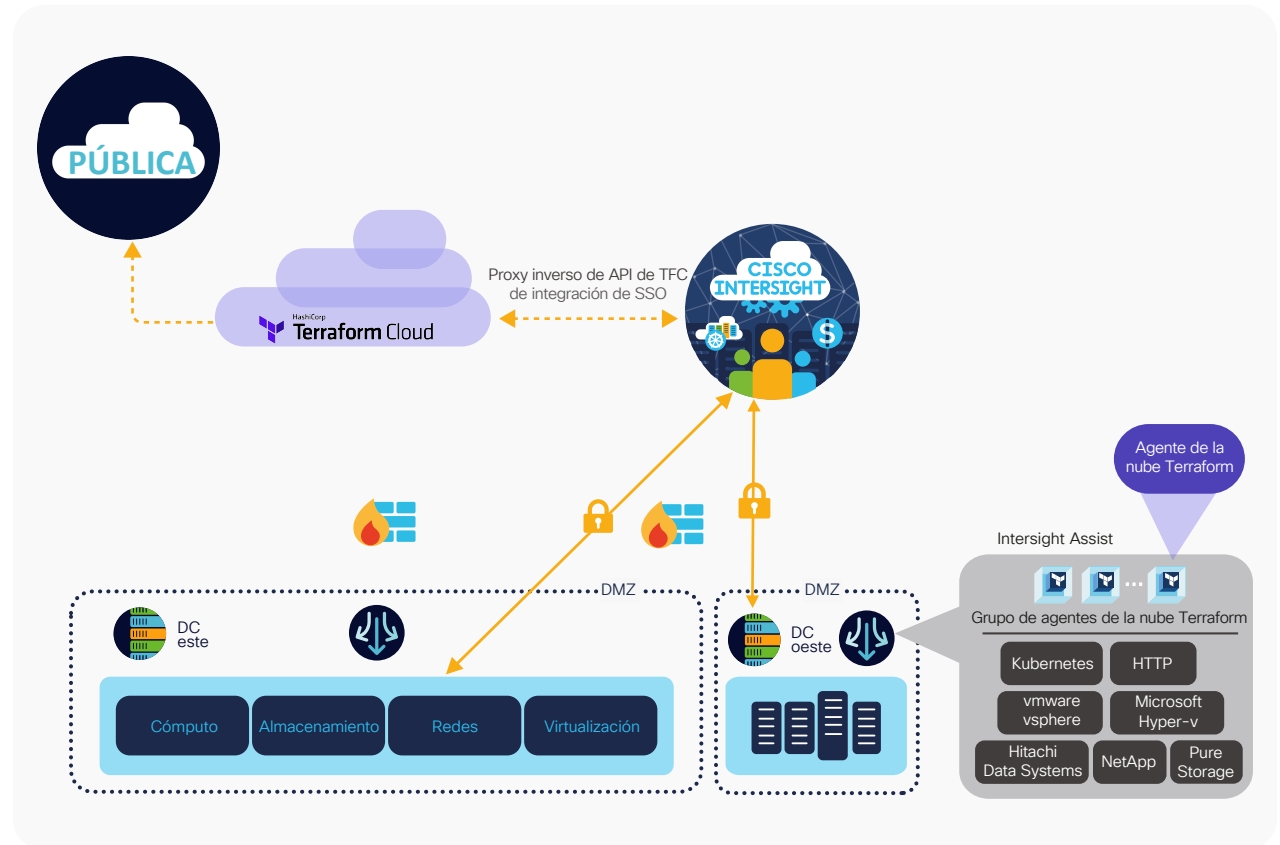 PÚBLICA
HashiCorp
Terraform Cloud
Proxy inverso de API de TFC
de integración de SSO
CISCO
INTERSIGHT
$
Agente de la
nube Terraform
Intersight Assist
...
Grupo de agentes de la nube Terraform
Kubernetes
HTTP
vmware
vsphere
Microsoft
Hyper-v
Hitachi
Data Systems
NetApp
Pure
Storage
DMZ
DC
este
Cómputo
Almacenamiento
Redes
Virtualización
DMZ
DC
oeste